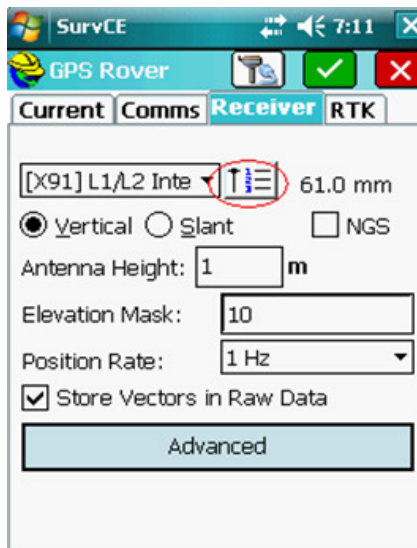 SurvCE 7:11
GPS Rover
Current Comms Receiver RTK
[X91] L1/L2 Inte 61.0 mm
Vertical Slant NGS
Antenna Height: 1 m
Elevation Mask: 10
Position Rate: 1 Hz
Store Vectors in Raw Data
Advanced